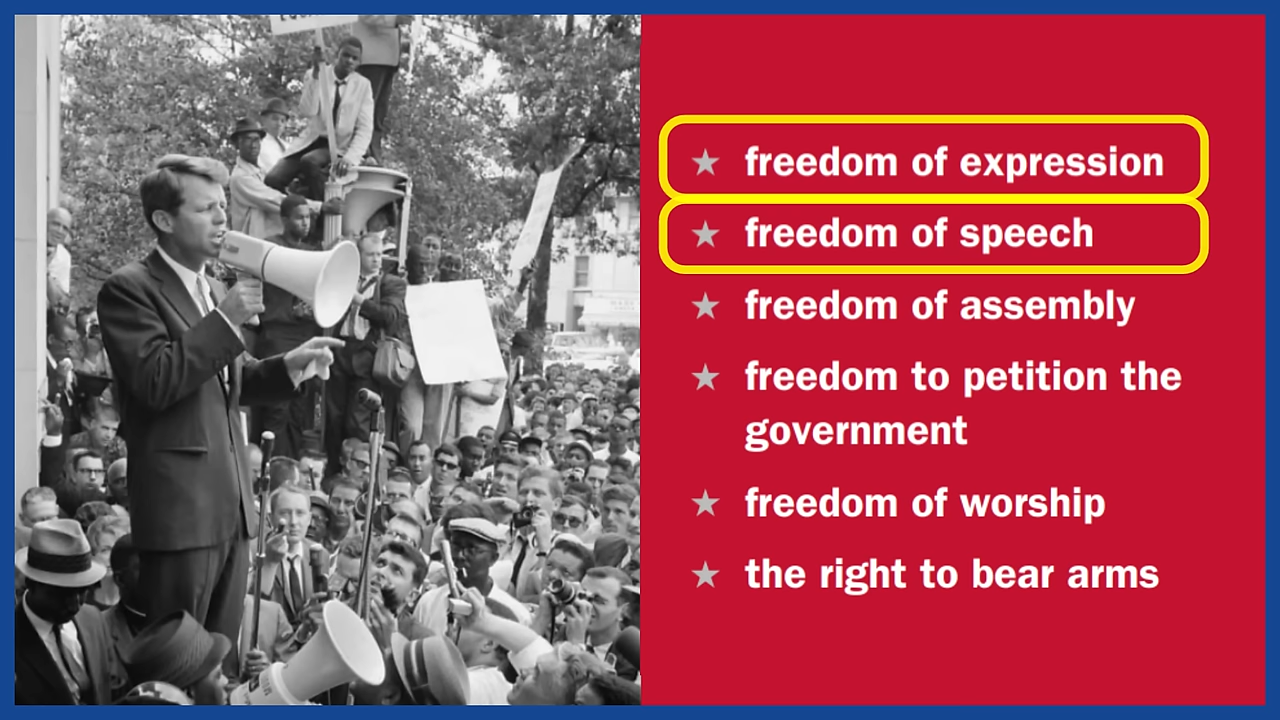 freedom of expression
freedom of speech
freedom of assembly
freedom to petition the
government
freedom of worship
the right to bear arms